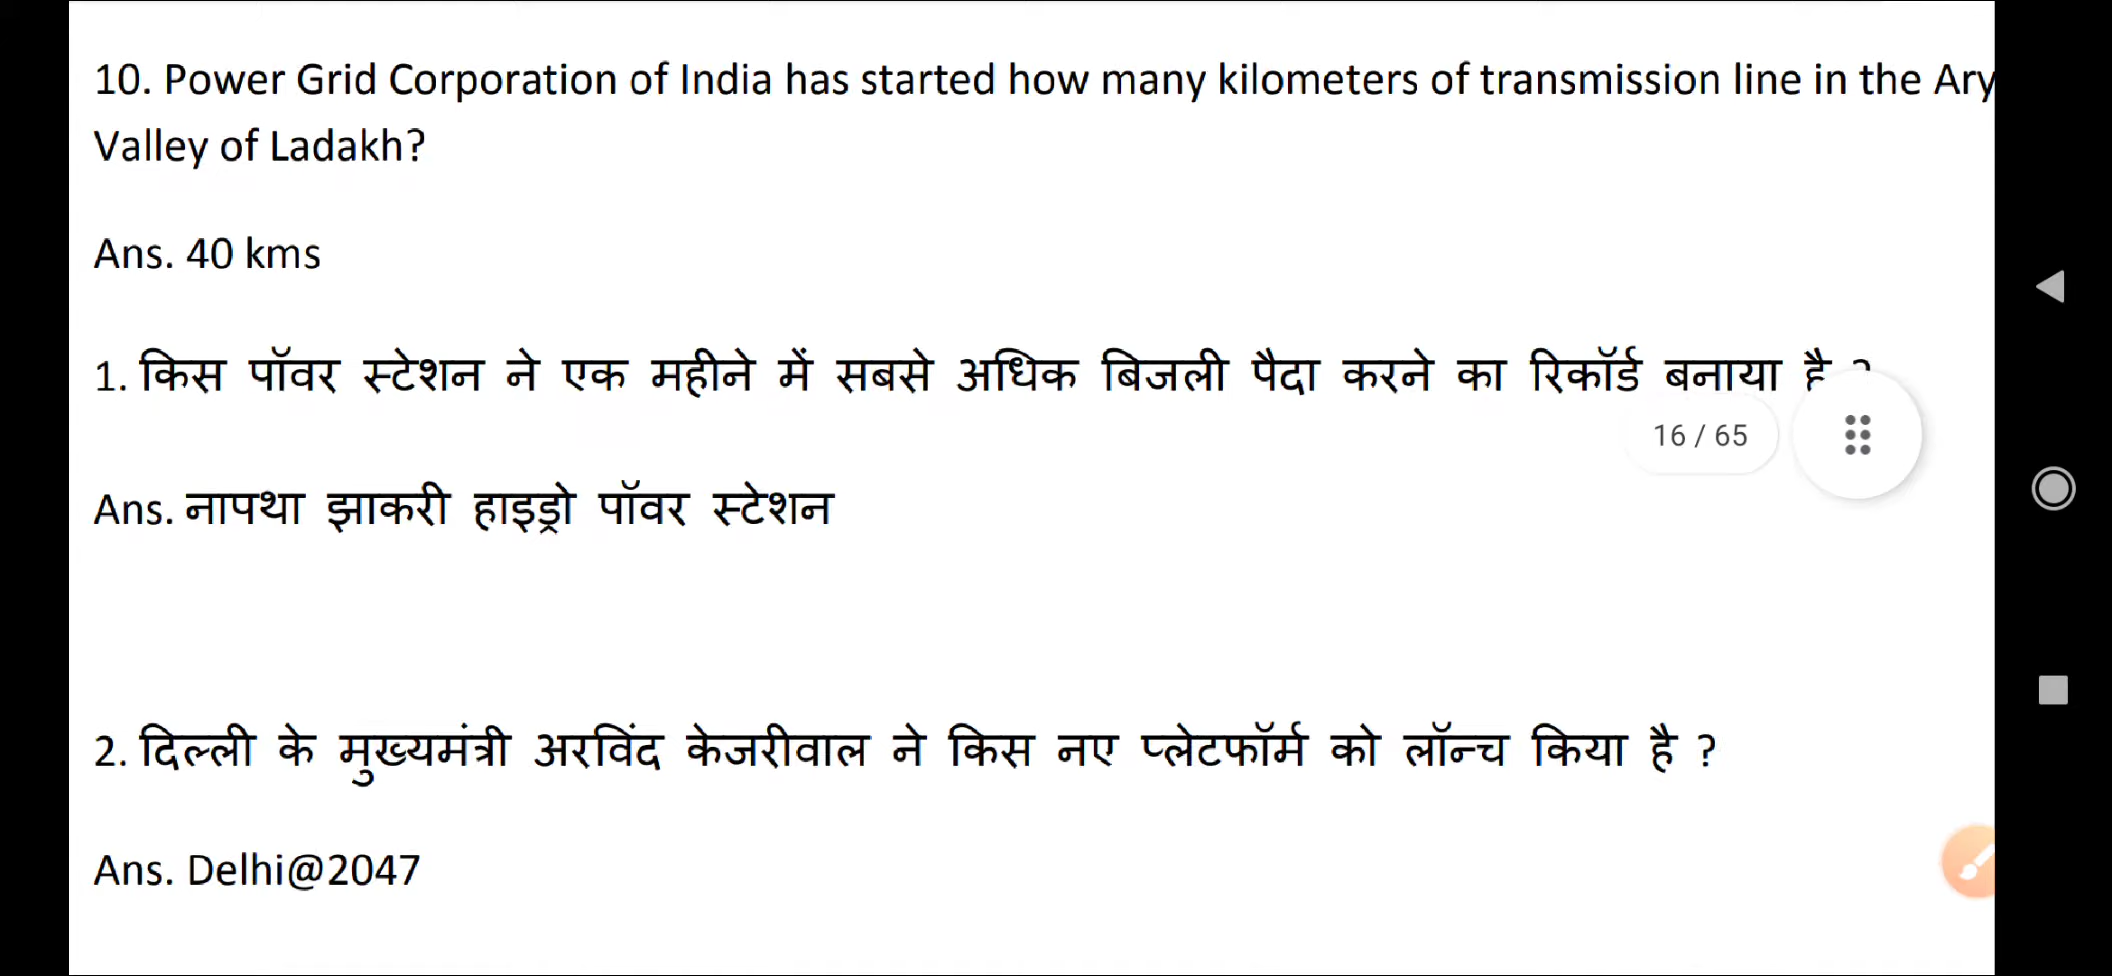 10. Power Grid Corporation of India has started how many kilometers of transmission line in the
Valley of Ladakh?
Ans. 40 kms
1. किस पॉवर स्टेशन ने एक महीने में सबसे अधिक बिजली पैदा करने का रिकॉर्ड बनाया है ?
16 / 65
Ans. नापथा झाकरी हाइड्रो पॉवर स्टेशन
2. दिल्ली के मुख्यमंत्री अरविंद केजरीवाल ने किस नए प्लेटफॉर्म को लॉन्च किया है ?
Ans. Delhi@2047